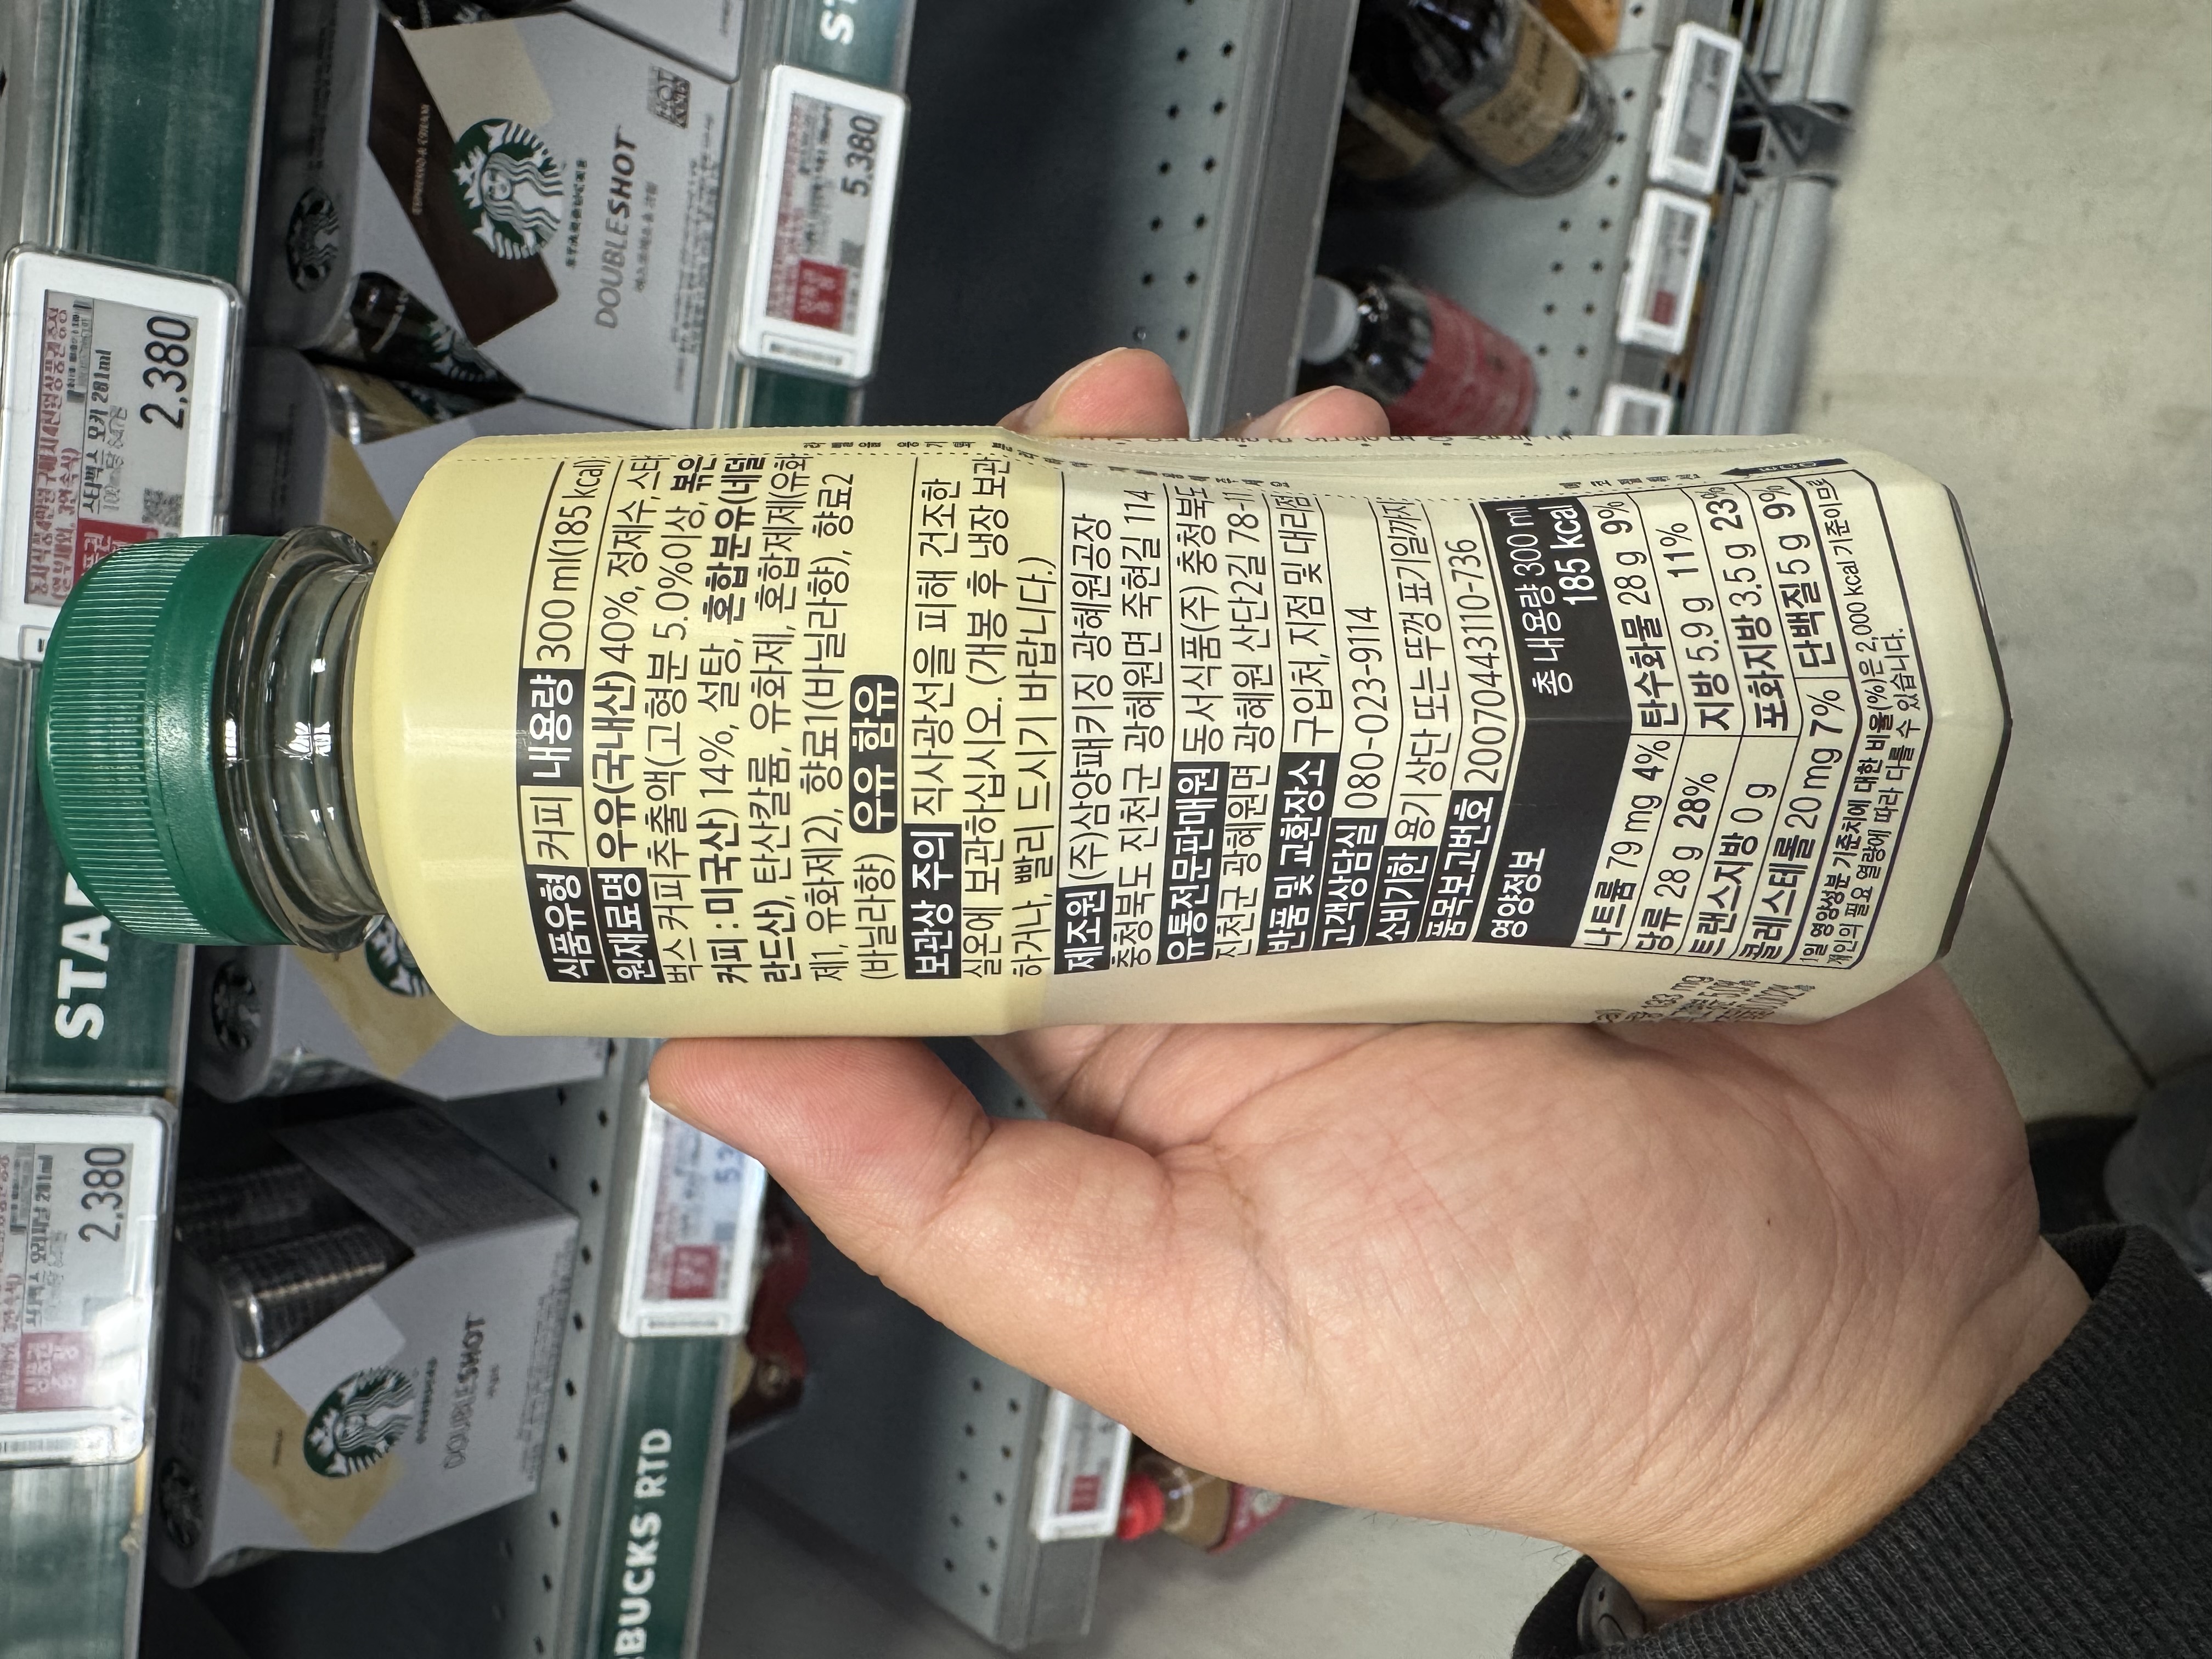 2,380
STAR
스타벅스 모카 281ml
2,380
STARBUCKS
DOUBLESHOT
ESPRESSO & CREAM
STARBUCKS
DOUBLESHOT
BUCKS RTD
5,380
식품유형 커피 내용량 300 ml(185 kcal)
원재료명 우유(국내산) 40%, 정제수, 스타
벅스 커피추출액(고형분 5.0%이상, 볶은
커피 : 미국산) 14%, 설탕, 혼합분유(네덜
란드산), 탄산칼륨, 유화제, 혼합제제(유화
제1, 유화제2), 향료1(바닐라향), 향료2
(바닐라향) 우유 함유
보관상 주의 직사광선을 피해 건조한
실온에 보관하십시오. (개봉 후 냉장 보관
하거나, 빨리 드시기 바랍니다.)
제조원 (주)삼양패키징 광혜원공장
충청북도 진천군 광혜원면 죽현길 114
유통전문판매원 동서식품(주) 충청북도
진천군 광혜원면 광혜원 산단2길 78-11
반품 및 교환장소 구입처, 지점 및 대리점
고객상담실 080-023-9114
소비기한 용기 상단 또는 뚜껑 표기일까지
품목보고번호 20070443110-736
영양정보 총 내용량 300 ml
185 kcal
나트륨 79 mg 4% 탄수화물 28 g 9%
당류 28 g 28% 지방 5.9 g 11%
트랜스지방 0 g 포화지방 3.5 g 23%
콜레스테롤 20 mg 7% 단백질 5 g 9%
1일 영양성분 기준치에 대한 비율(%)은 2,000 kcal 기준이므로
개인의 필요 열량에 따라 다를 수 있습니다.